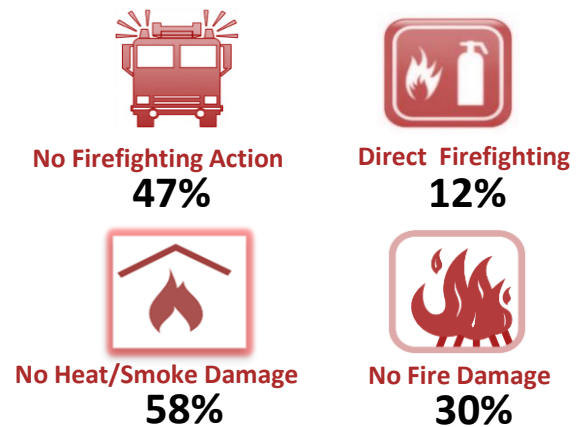 No Firefighting Action
47%
Direct Firefighting
12%
No Heat/Smoke Damage
58%
No Fire Damage
30%